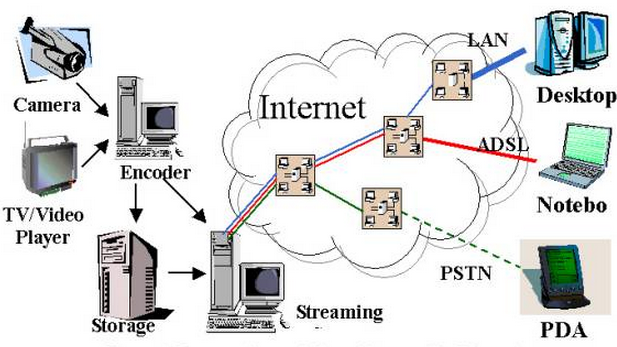 LAN
Internet
Camera
Desktop
ADSL
Encoder
TV/Video
Player
Notebo
PSTN
Streaming
Storage
PDA